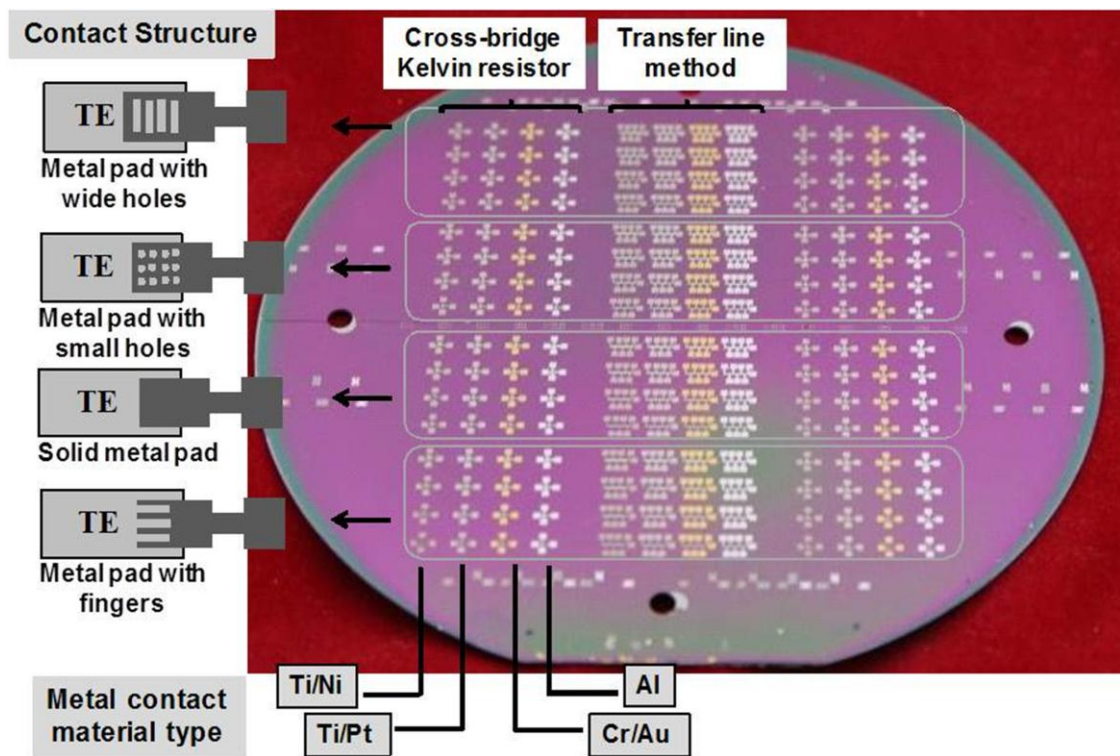 Contact Structure
Cross-bridge
Kelvin resistor
Transfer line
method
TE
Metal pad with
wide holes
TE
Metal pad with
small holes
TE
Solid metal pad
TE
Metal pad with
fingers
Metal contact
material type
Ti/Ni
Ti/Pt
Al
Cr/Au